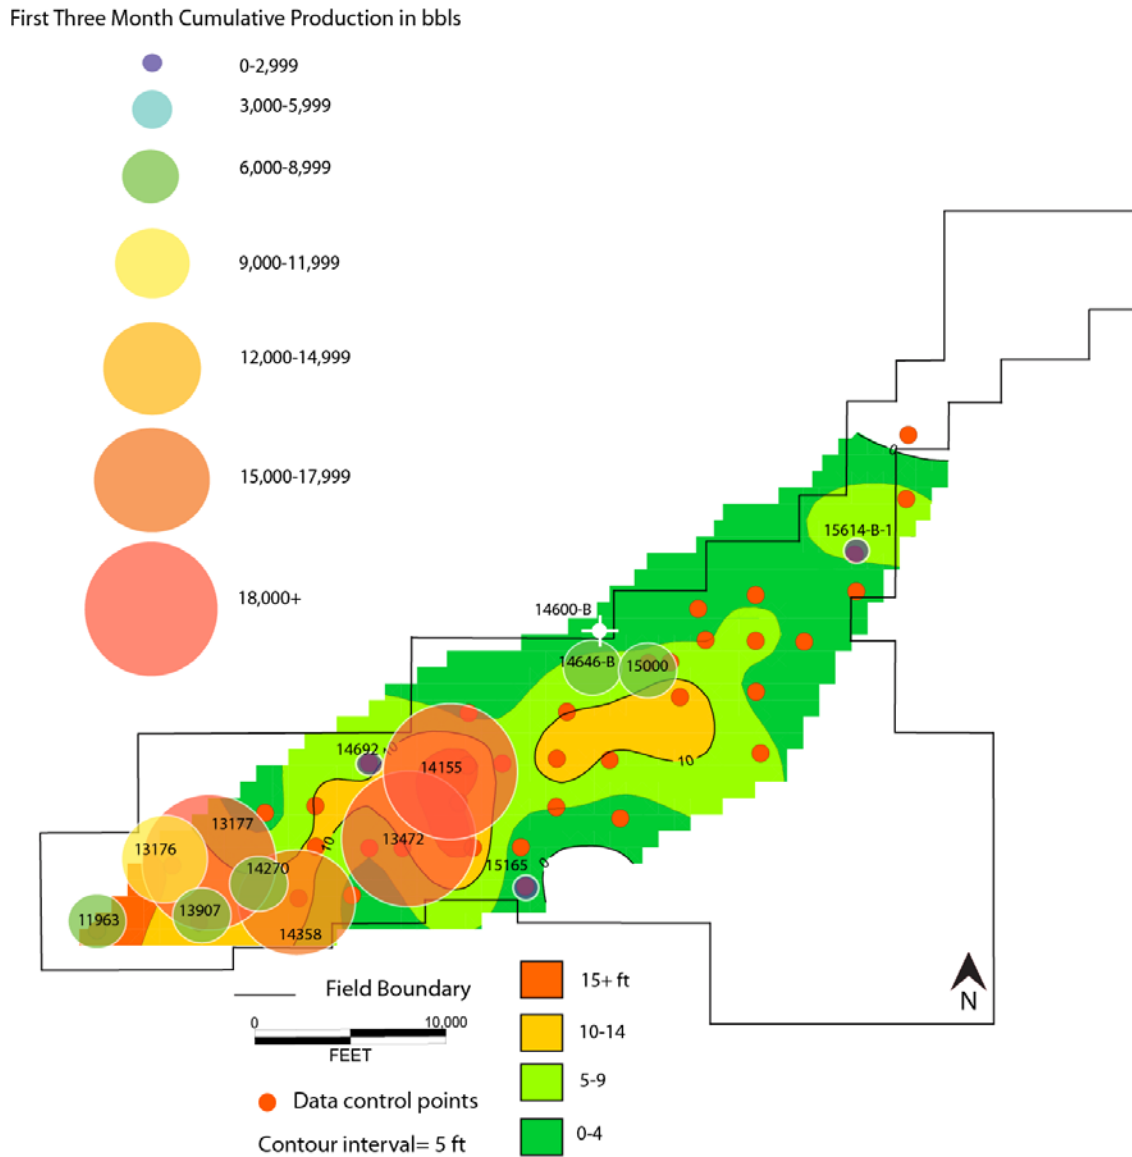 First Three Month Cumulative Production in bbls
0-2,999
3,000-5,999
6,000-8,999
9,000-11,999
12,000-14,999
15,000-17,999
18,000+
0
15614-B-1
14600-B
14646-B
15000
14692
0
14155
10
13177
13472
13176
10
15165
0
14270
13907
11963
14358
Field Boundary
0
10,000
FEET
Data control points
Contour interval= 5 ft
15+ ft
10-14
5-9
0-4
N